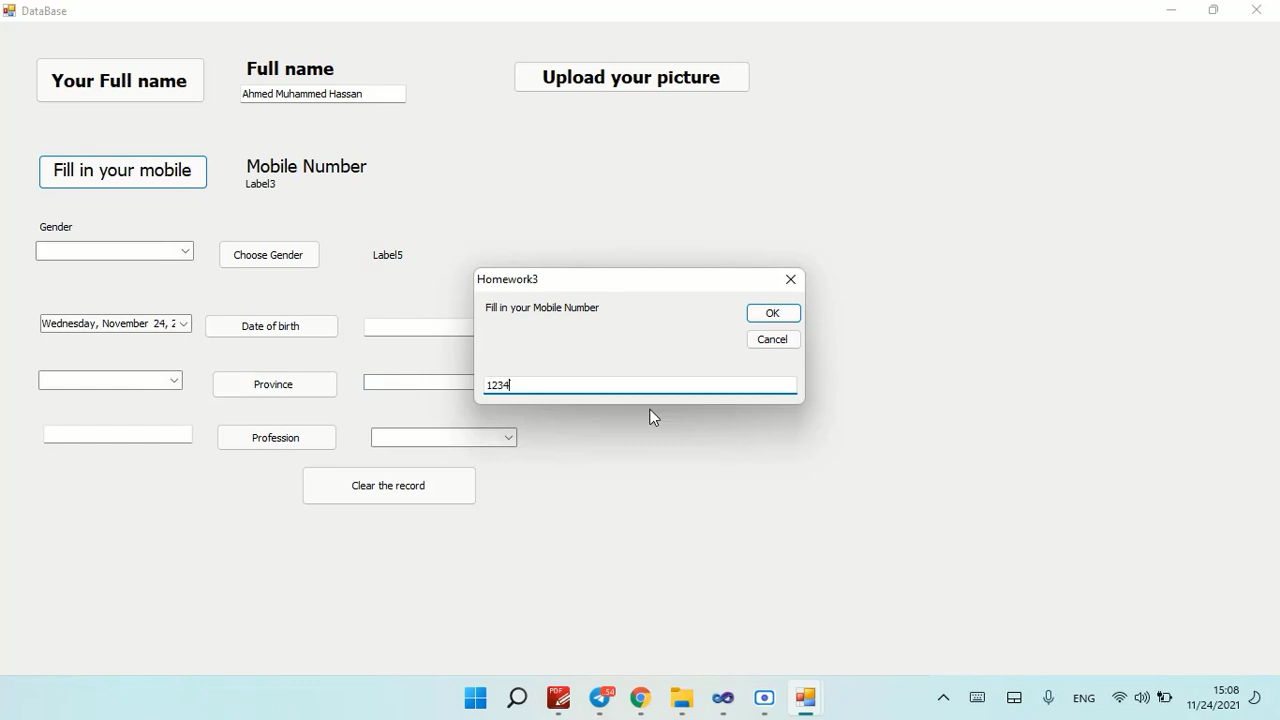 DataBase
Your Full name
Full name
Ahmed Muhammed Hassan
Upload your picture
Fill in your mobile
Mobile Number
Label3
Gender
Choose Gender
Label5
Homework3
Fill in your Mobile Number
OK
Cancel
1234
Wednesday, November 24, 2
Date of birth
Province
Profession
Clear the record
PDF
54
ENG
15:08
11/24/2021